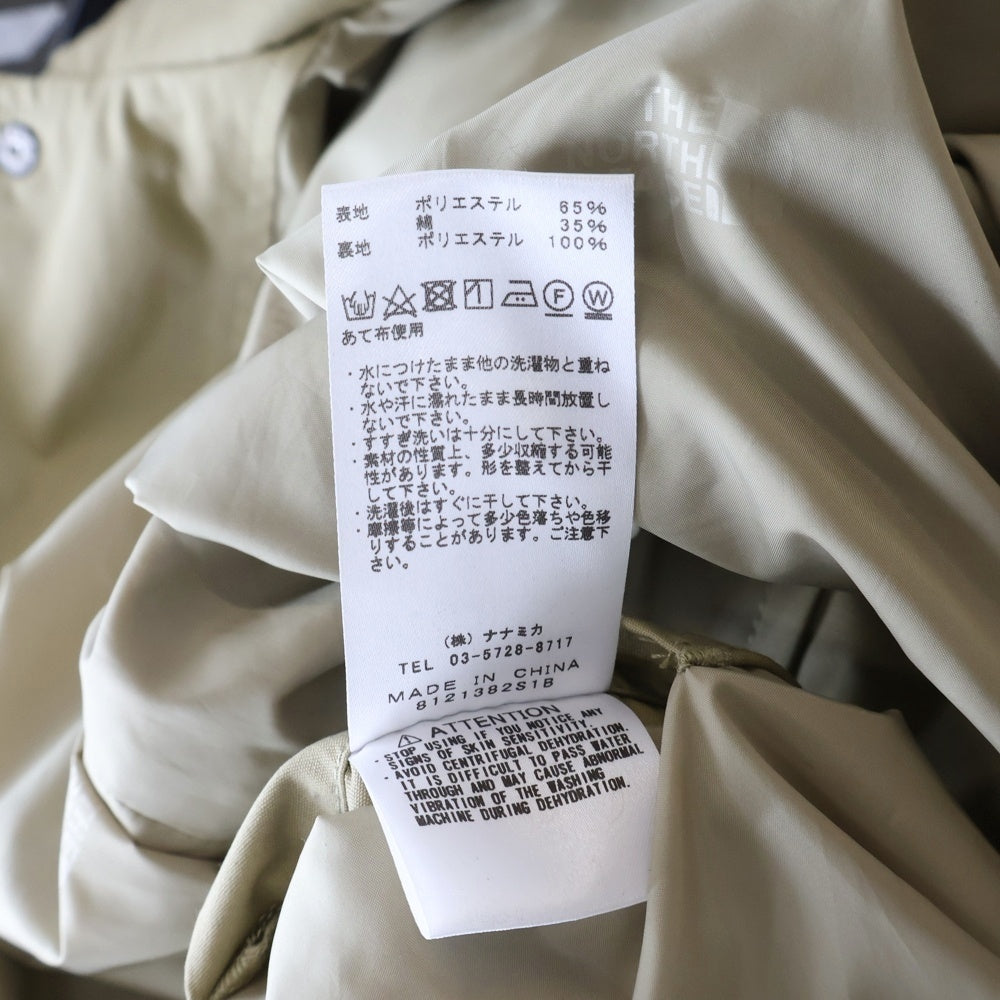 THE
NORTH
表地 ポリエステル 65%
綿 35%
裏地 ポリエステル 100%
F W
あて布使用
・水につけたまま他の洗濯物と重ね
ないで下さい。
・水や汗に濡れたまま長時間放置し
ないで下さい。
・すすぎ洗いは十分にして下さい。
・素材の性質上、多少収縮する可能
性があります。形を整えてから干
して下さい。
・洗濯後はすぐに干して下さい。
・摩擦等によって多少色落ちや色移
りすることがあります。ご注意下
さい。
(株)ナナミカ
TEL 03-5728-8717
MADE IN CHINA
8121382S1B
⚠ ATTENTION
・STOP USING IF YOU NOTICE ANY
SIGNS OF SKIN SENSITIVITY.
・AVOID CENTRIFUGAL DEHYDRATION
・IT IS DIFFICULT TO PASS WATER
THROUGH AND MAY CAUSE ABNORMAL
VIBRATION OF THE WASHING
MACHINE DURING DEHYDRATION.